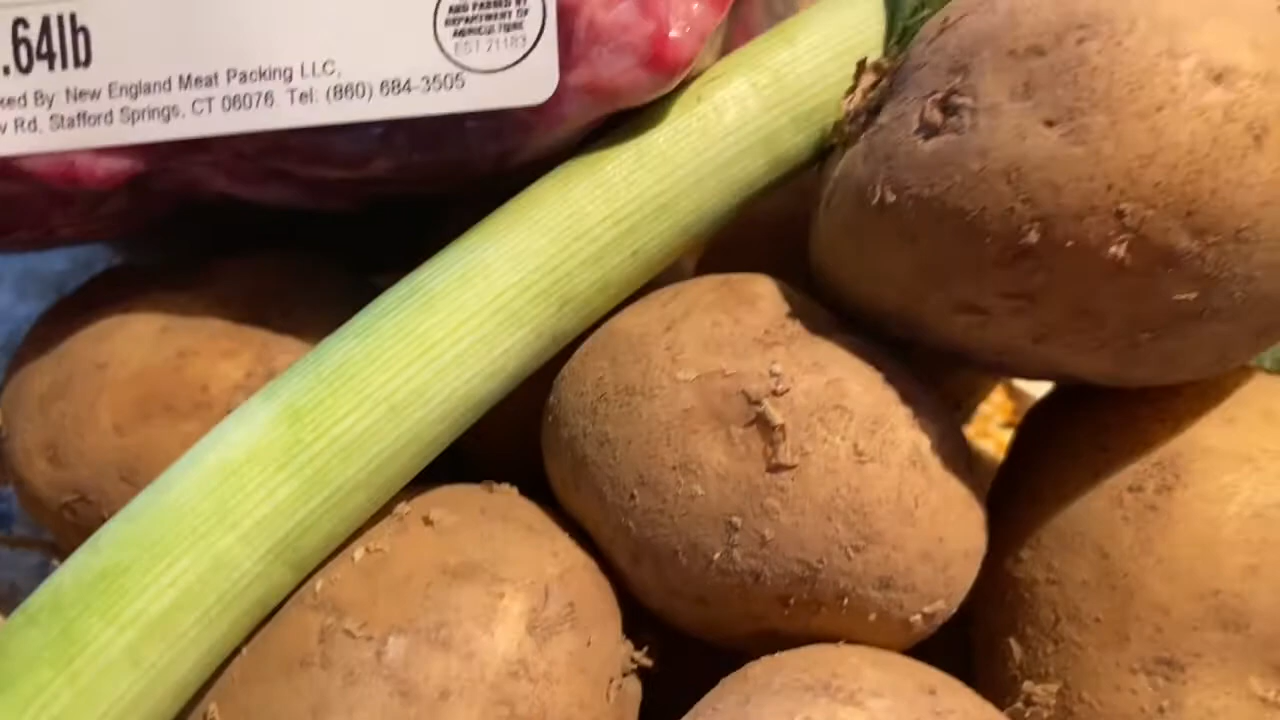 .64lb
AND PASSED BY
DEPARTMENT OF
AGRICULTURE
EST 21183
ked By: New England Meat Packing LLC,
Rd, Stafford Springs, CT 06076. Tel: (860) 684-3505